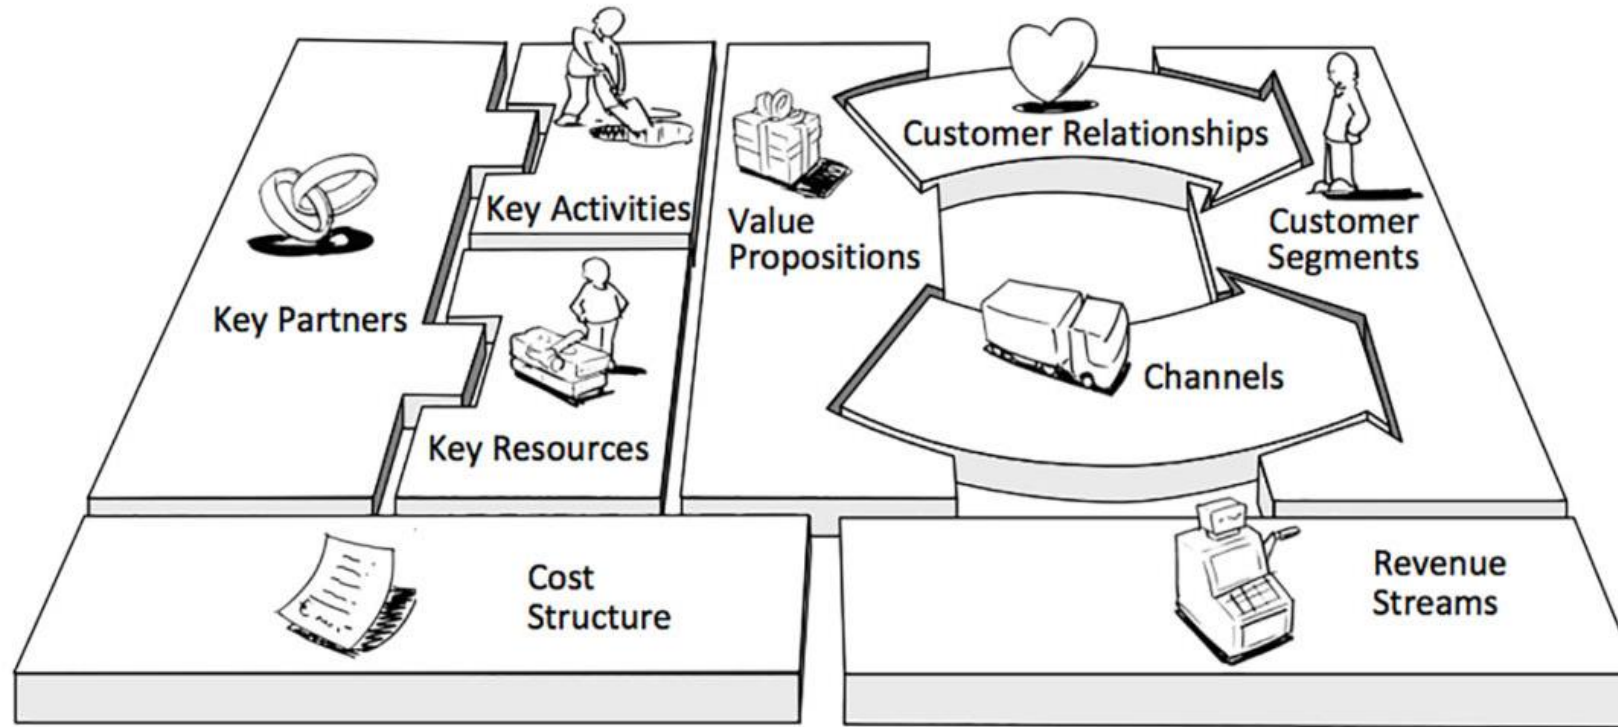 Customer Relationships
Key Activities
Value
Propositions
Customer
Segments
Key Partners
Channels
Key Resources
Cost
Structure
Revenue
Streams